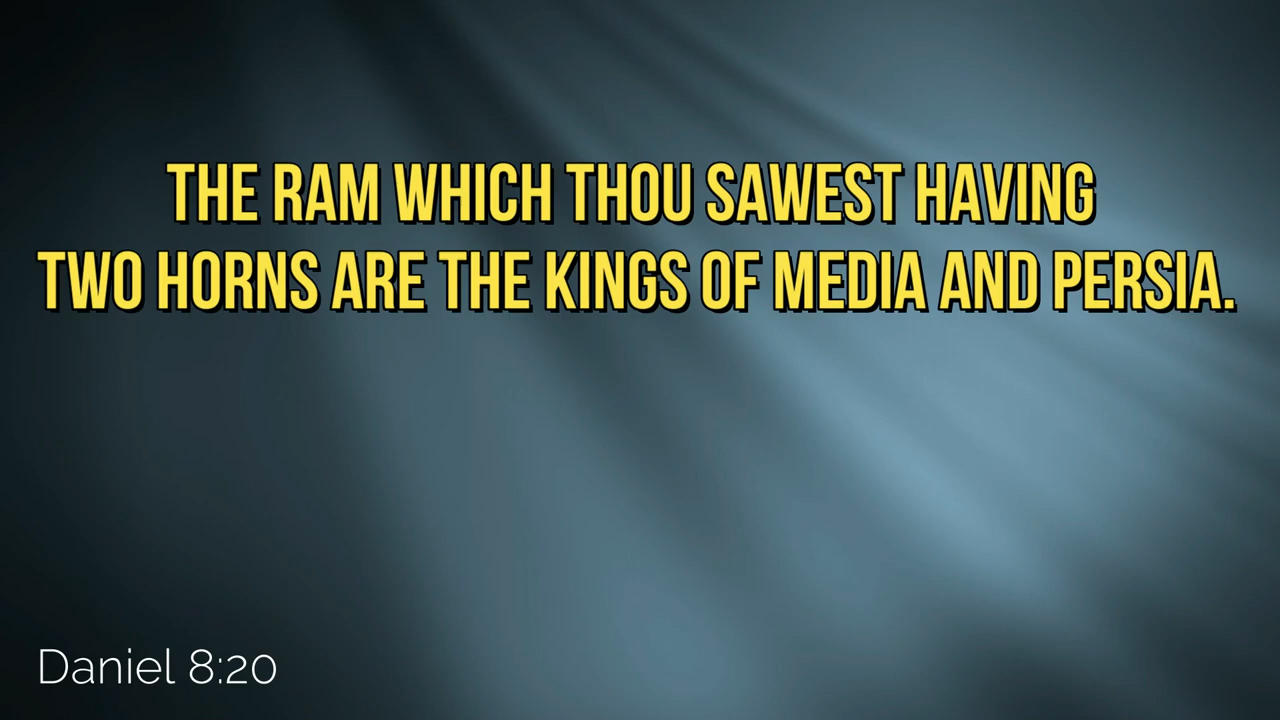 THE RAM WHICH THOU SAWEST HAVING
TWO HORNS ARE THE KINGS OF MEDIA AND PERSIA.
Daniel 8:20